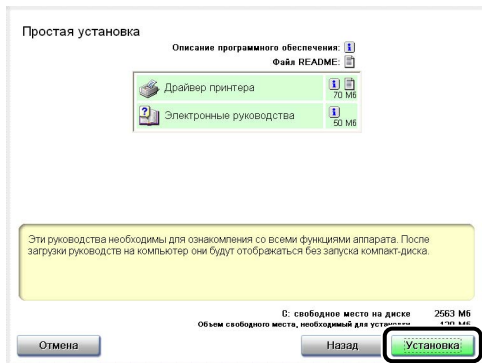 Простая установка
Описание программного обеспечения:
Файл README:
Драйвер принтера
70 Мб
Электронные руководства
50 Мб
Эти руководства необходимы для ознакомления со всеми функциями аппарата. После
загрузки руководств на компьютер они будут отображаться без запуска компакт-диска.
C: свободное место на диске 2563 Мб
Объем свободного места, необходимый для установки 120 Мб
Отмена
Назад
Установка